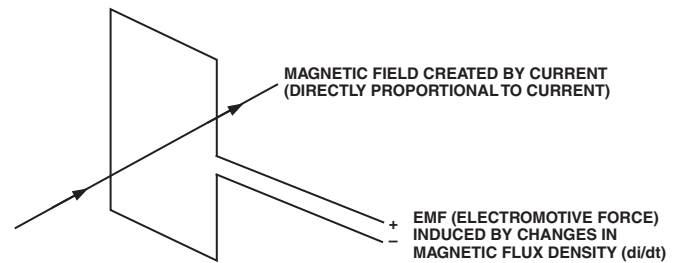 MAGNETIC FIELD CREATED BY CURRENT
(DIRECTLY PROPORTIONAL TO CURRENT)
+
–
EMF (ELECTROMOTIVE FORCE)
INDUCED BY CHANGES IN
MAGNETIC FLUX DENSITY (di/dt)